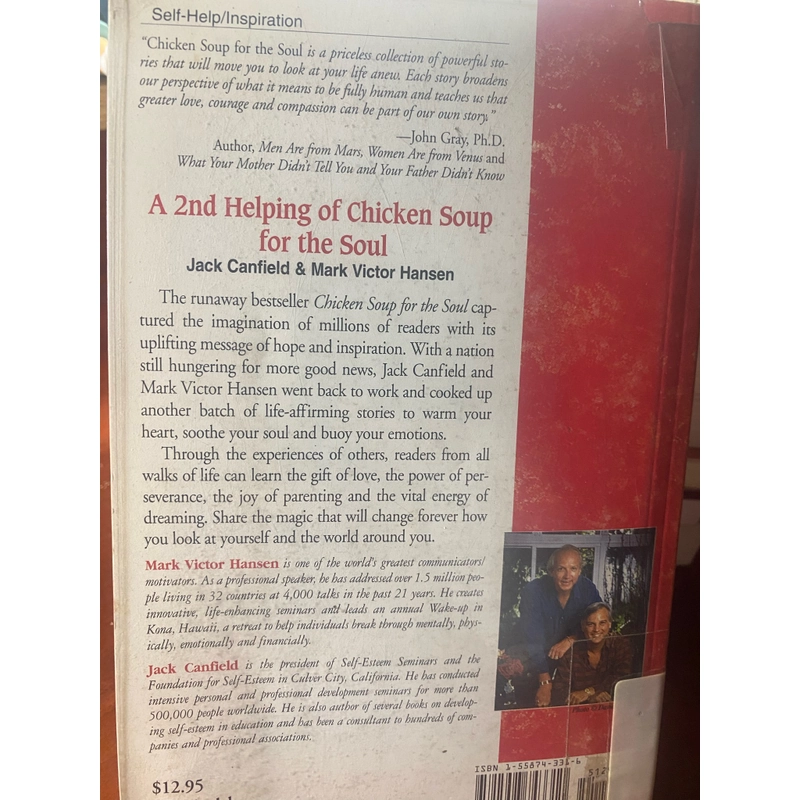 Self-Help/Inspiration
"Chicken Soup for the Soul is a priceless collection of powerful sto-
ries that will move you to look at your life anew. Each story broadens
our perspective of what it means to be fully human and teaches us that
greater love, courage and compassion can be part of our own story."
—John Gray, Ph.D.
Author, Men Are from Mars, Women Are from Venus and
What Your Mother Didn't Tell You and Your Father Didn't Know
A 2nd Helping of Chicken Soup
for the Soul
Jack Canfield & Mark Victor Hansen
The runaway bestseller Chicken Soup for the Soul cap-
tured the imagination of millions of readers with its
uplifting message of hope and inspiration. With a nation
still hungering for more good news, Jack Canfield and
Mark Victor Hansen went back to work and cooked up
another batch of life-affirming stories to warm your
heart, soothe your soul and buoy your emotions.
Through the experiences of others, readers from all
walks of life can learn the gift of love, the power of per-
severance, the joy of parenting and the vital energy of
dreaming. Share the magic that will change forever how
you look at yourself and the world around you.
Mark Victor Hansen is one of the world's greatest communicators/
motivators. As a professional speaker, he has addressed over 1.5 million peo-
ple living in 32 countries at 4,000 talks in the past 21 years. He creates
innovative, life-enhancing seminars and leads an annual Wake-up in
Kona, Hawaii, a retreat to help individuals break through mentally, phys-
ically, emotionally and financially.
Jack Canfield is the president of Self-Esteem Seminars and the
Foundation for Self-Esteem in Culver City, California. He has conducted
intensive personal and professional development seminars for more than
500,000 people worldwide. He is also author of several books on develop-
ing self-esteem in education and has been a consultant to hundreds of com-
panies and professional associations.
ISBN 1-55874-331-6
$12.95